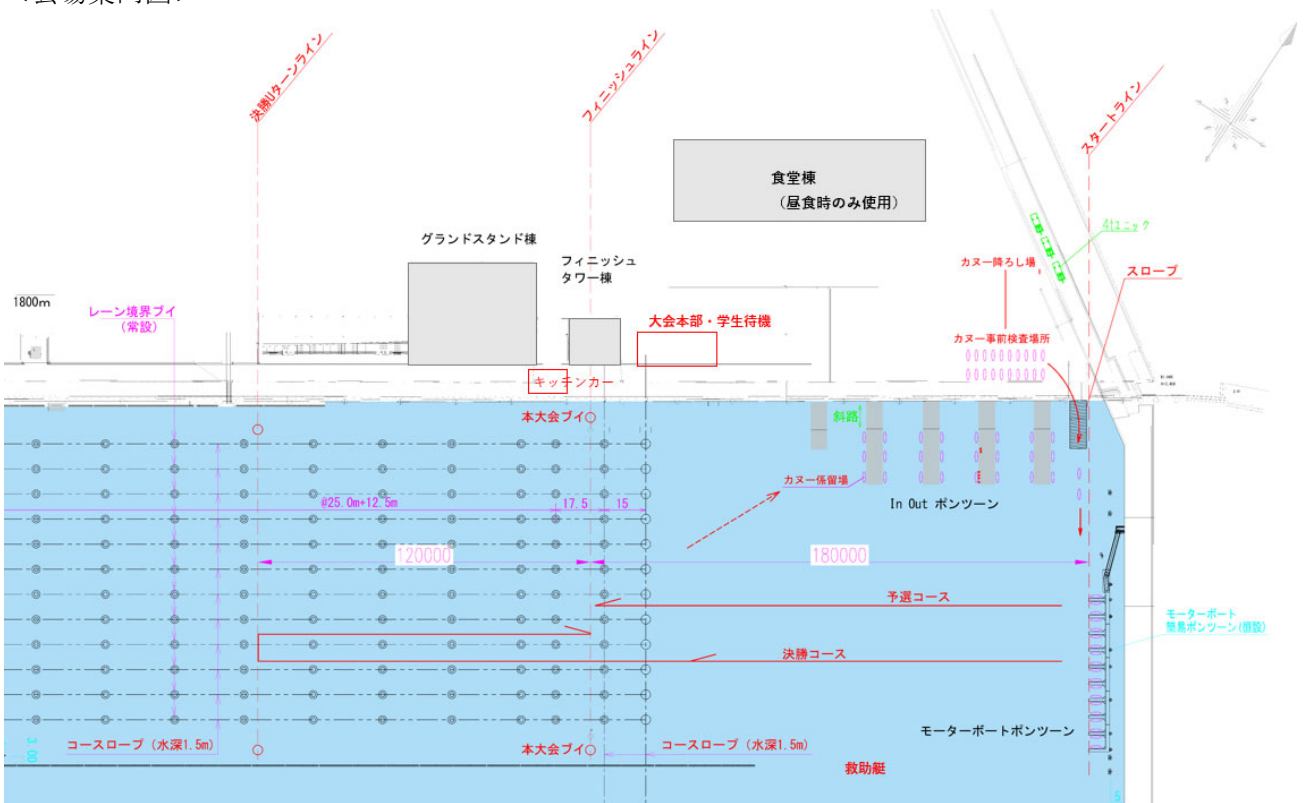 決勝Uターンライン
フィニッシュライン
スタートライン
食堂棟
(昼食時のみ使用)
グランドスタンド棟
フィニッシュ
タワー棟
4tユニック
カヌー降ろし場
スロープ
1800m
レーン境界ブイ
(常設)
大会本部・学生待機
カヌー事前検査場所
キッチンカー
本大会ブイ
斜路
カヌー係留場
@25.0m+12.5m
17.5
15
In Out ポンツーン
120000
180000
予選コース
モーターボート
簡易ポンツーン(仮設)
決勝コース
モーターボートポンツーン
3.00
コースロープ (水深1.5m)
本大会ブイ
コースロープ (水深1.5m)
救助艇
5